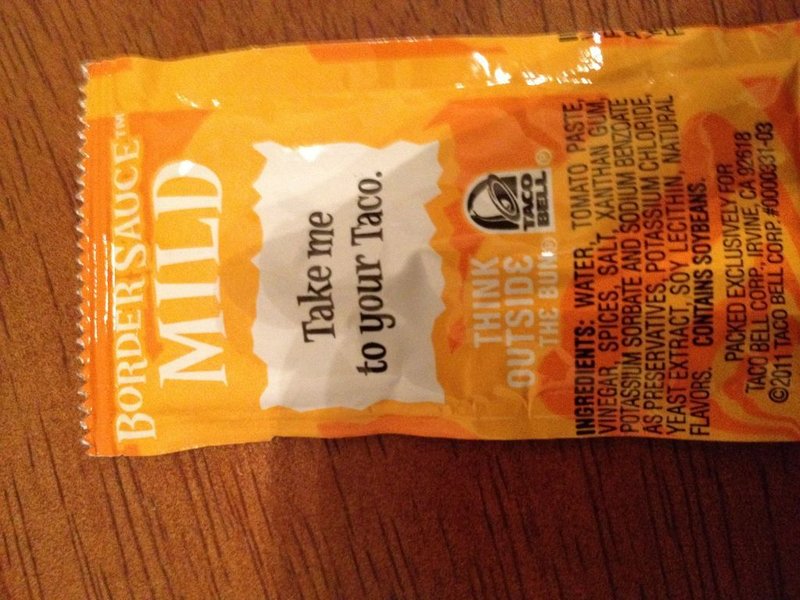 BORDER SAUCE™
MILD
Take me
to your Taco.
THINK
OUTSIDE
THE BUN®
TACO
BELL®
INGREDIENTS: WATER, TOMATO PASTE,
VINEGAR, SPICES, SALT, XANTHAN GUM,
POTASSIUM SORBATE AND SODIUM BENZOATE
AS PRESERVATIVES, POTASSIUM CHLORIDE,
YEAST EXTRACT, SOY LECITHIN, NATURAL
FLAVORS. CONTAINS SOYBEANS.
PACKED EXCLUSIVELY FOR
TACO BELL CORP., IRVINE, CA 92618
©2011 TACO BELL CORP. #0000331-03